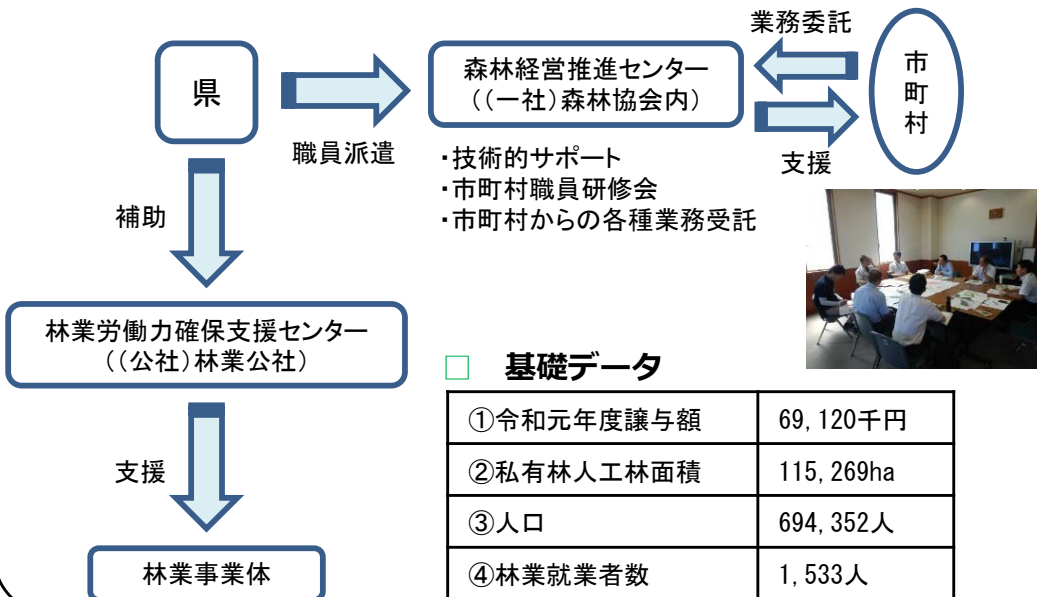 業務委託
県
森林経営推進センター
((一社)森林協会内)
市町村
職員派遣
支援
・技術的サポート
・市町村職員研修会
・市町村からの各種業務受託
補助
林業労働力確保支援センター
((公社)林業公社)
支援
林業事業体
□ 基礎データ
①令和元年度譲与額 69,120千円
②私有林人工林面積 115,269ha
③人口 694,352人
④林業就業者数 1,533人